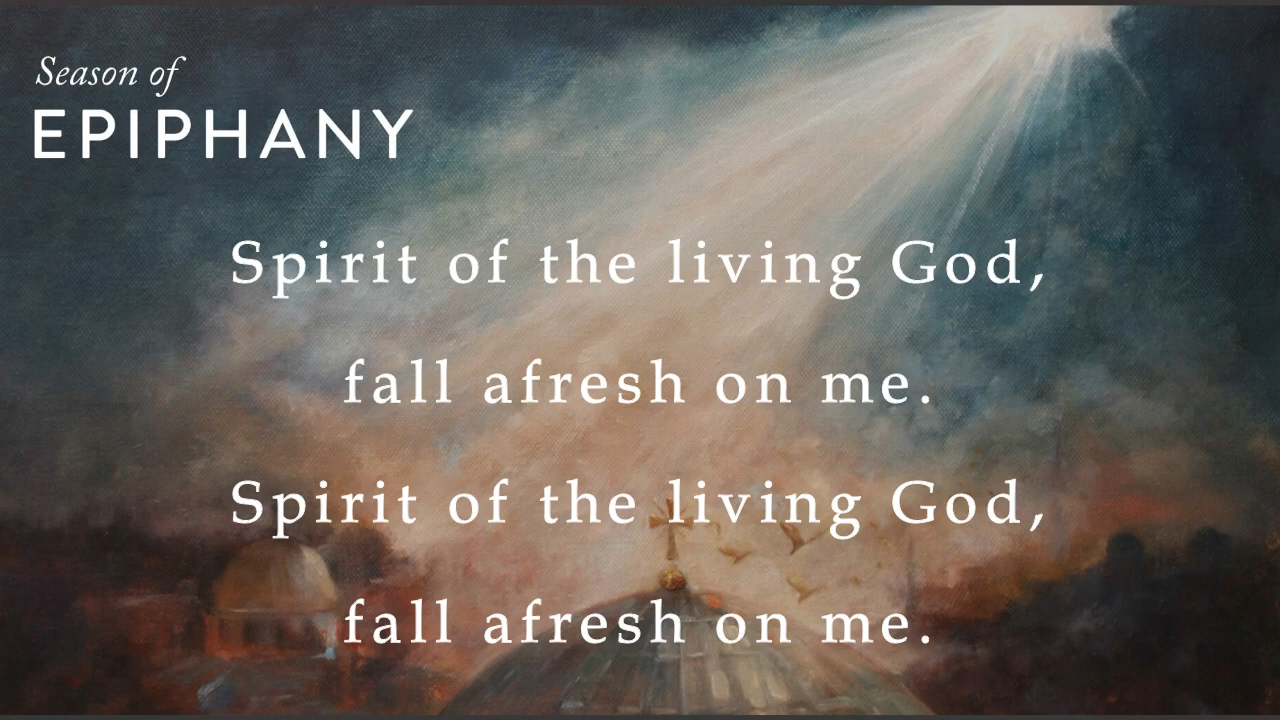 Season of
EPIPHANY
Spirit of the living God,
fall afresh on me.
Spirit of the living God,
fall afresh on me.